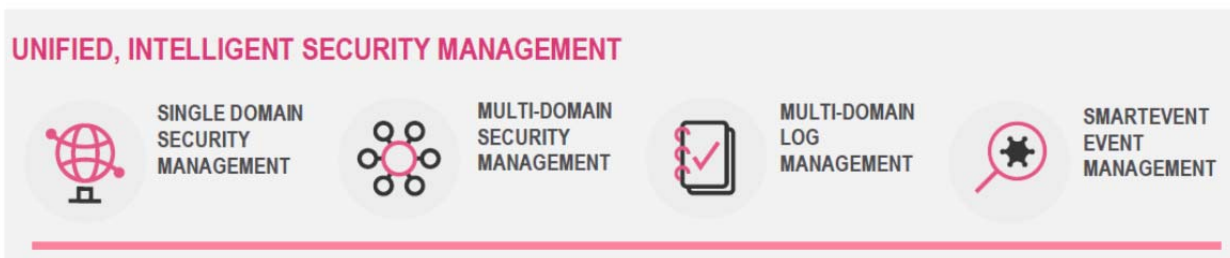 UNIFIED, INTELLIGENT SECURITY MANAGEMENT
SINGLE DOMAIN
SECURITY
MANAGEMENT
MULTI-DOMAIN
SECURITY
MANAGEMENT
MULTI-DOMAIN
LOG
MANAGEMENT
SMARTEVENT
EVENT
MANAGEMENT